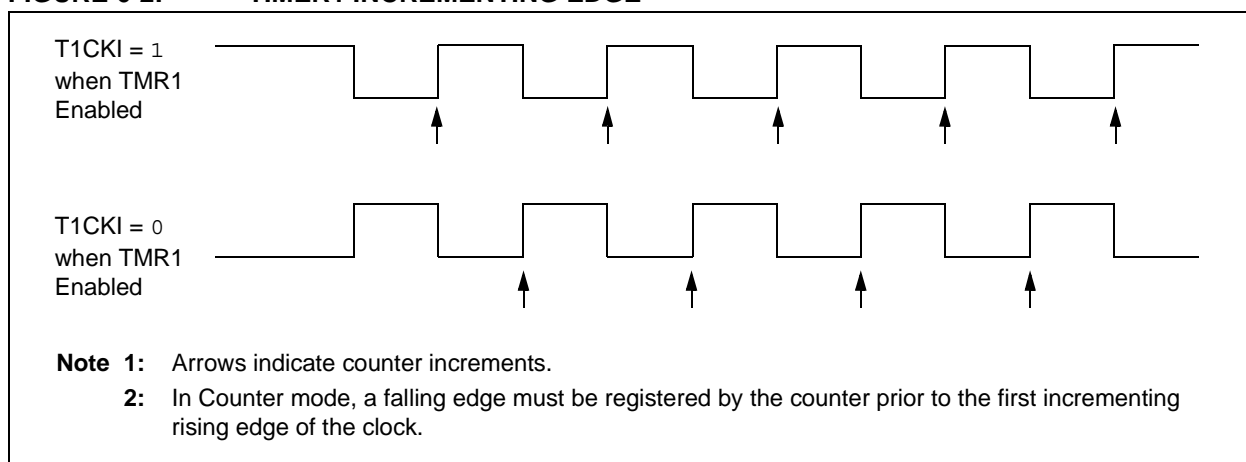 T1CKI = 1
when TMR1
Enabled
T1CKI = 0
when TMR1
Enabled
Note 1: Arrows indicate counter increments.
2: In Counter mode, a falling edge must be registered by the counter prior to the first incrementing
rising edge of the clock.